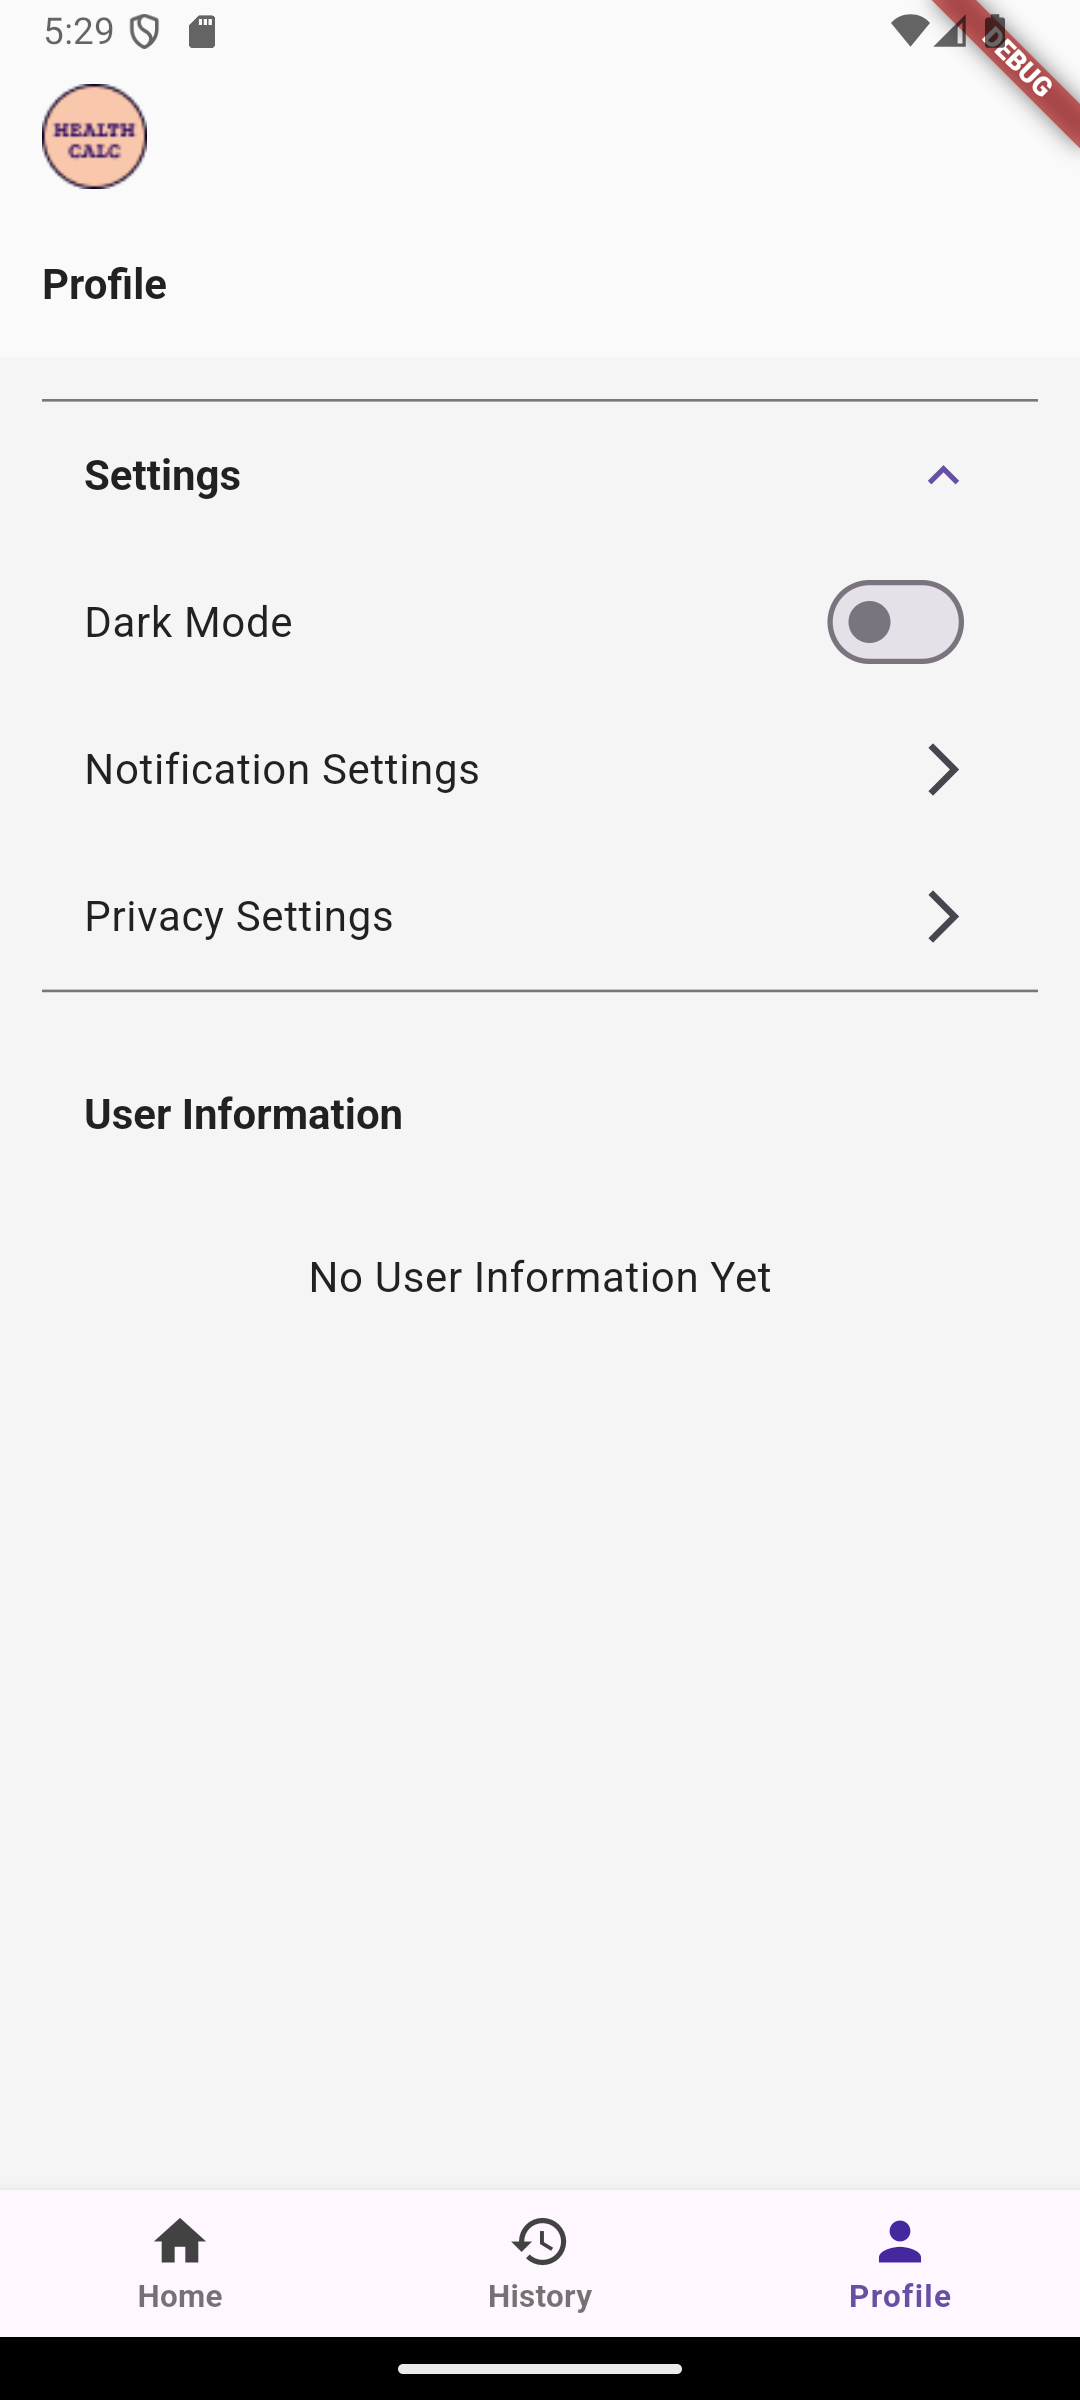 5:29
DEBUG
HEALTH
CALC
Profile
Settings
Dark Mode
Notification Settings
Privacy Settings
User Information
No User Information Yet
Home
History
Profile